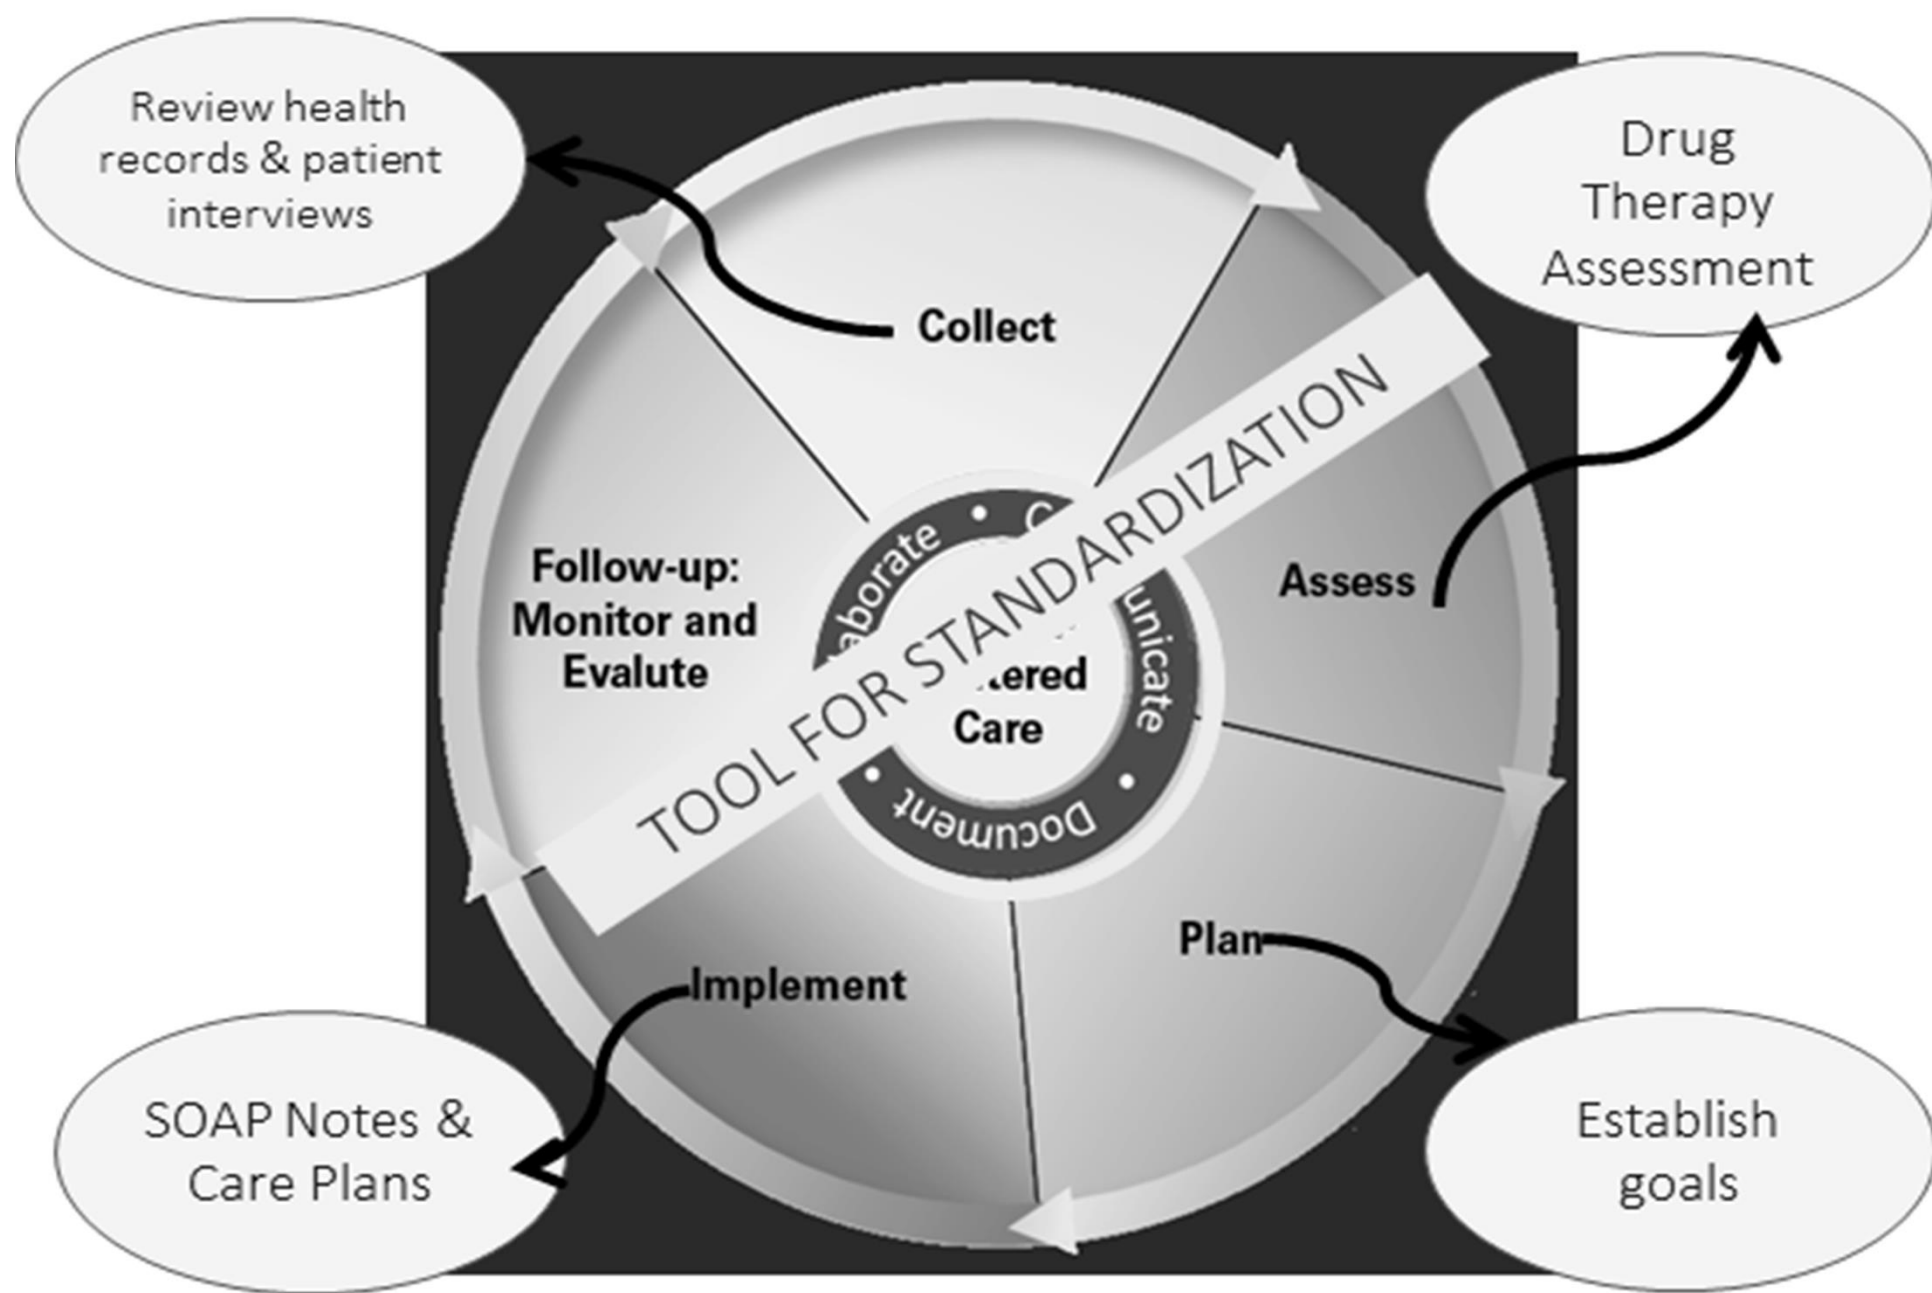 Review health
records & patient
interviews
Drug
Therapy
Assessment
Collect
TOOL FOR STANDARDIZATION
Follow-up:
Monitor and
Evalute
Assess
Care
Document
Plan
Implement
SOAP Notes &
Care Plans
Establish
goals